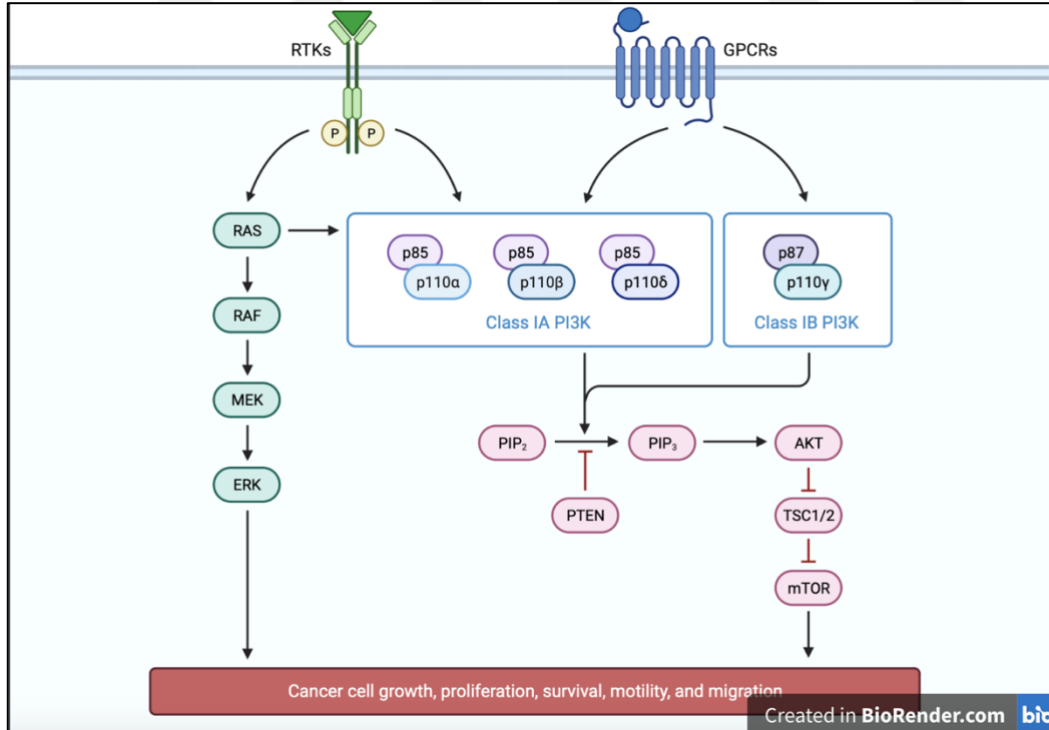 RTKs
GPCRs
P
P
RAS
RAF
MEK
ERK
p85
p110α
p85
p110β
p85
p110δ
Class IA PI3K
p87
p110γ
Class IB PI3K
PIP₂
PIP₃
AKT
PTEN
TSC1/2
mTOR
Cancer cell growth, proliferation, survival, motility, and migration
Created in BioRender.com
bio